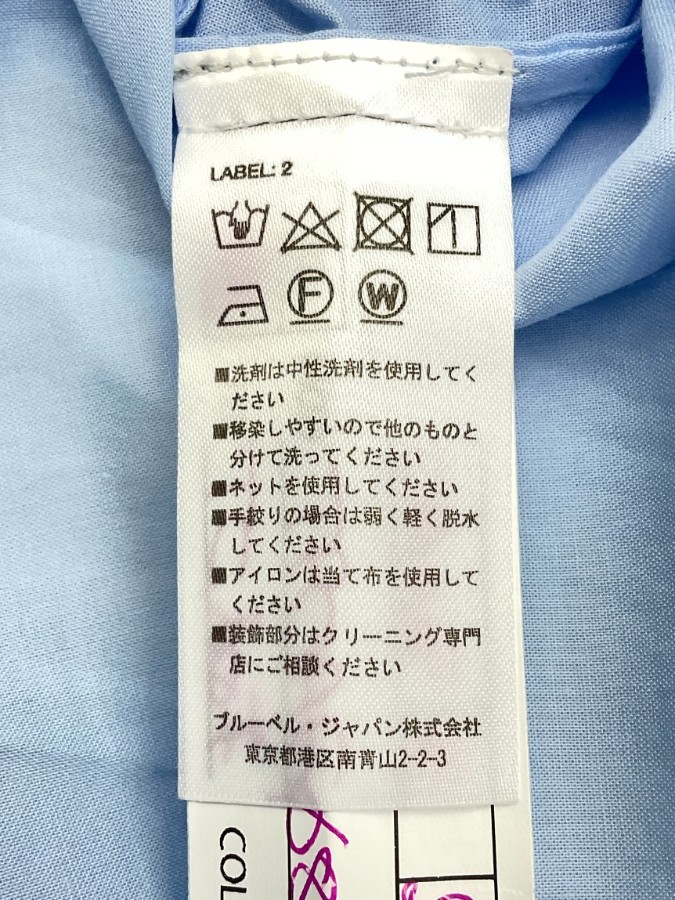 LABEL: 2
F W
■洗剤は中性洗剤を使用してく
ださい
■移染しやすいので他のものと
分けて洗ってください
■ネットを使用してください
■手絞りの場合は弱く軽く脱水
してください
■アイロンは当て布を使用して
ください
■装飾部分はクリーニング専門
店にご相談ください
ブルーベル・ジャパン株式会社
東京都港区南青山2-2-3
COL